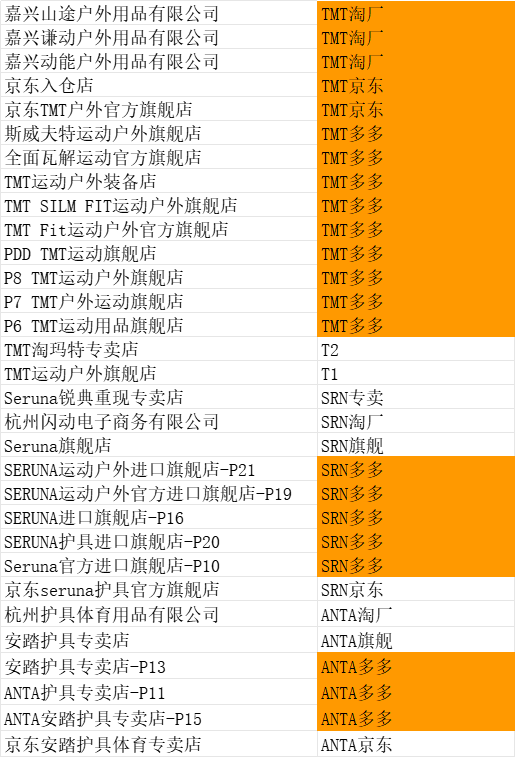 嘉兴山途户外用品有限公司 TMT淘厂
嘉兴谦动户外用品有限公司 TMT淘厂
嘉兴动能户外用品有限公司 TMT淘厂
京东入仓店 TMT京东
京东TMT户外官方旗舰店 TMT京东
斯威夫特运动户外旗舰店 TMT多多
全面瓦解运动官方旗舰店 TMT多多
TMT运动户外装备店 TMT多多
TMT SILM FIT运动户外旗舰店 TMT多多
TMT Fit运动户外官方旗舰店 TMT多多
PDD TMT运动旗舰店 TMT多多
P8 TMT运动户外旗舰店 TMT多多
P7 TMT户外运动旗舰店 TMT多多
P6 TMT运动用品旗舰店 TMT多多
TMT淘玛特专卖店 T2
TMT运动户外旗舰店 T1
Seruna锐典重现专卖店 SRN专卖
杭州闪动电子商务有限公司 SRN淘厂
Seruna旗舰店 SRN旗舰
SERUNA运动户外进口旗舰店-P21 SRN多多
SERUNA运动户外官方进口旗舰店-P19 SRN多多
SERUNA进口旗舰店-P16 SRN多多
SERUNA护具进口旗舰店-P20 SRN多多
Seruna官方进口旗舰店-P10 SRN多多
京东seruna护具官方旗舰店 SRN京东
杭州护具体育用品有限公司 ANTA淘厂
安踏护具专卖店 ANTA旗舰
安踏护具专卖店-P13 ANTA多多
ANTA护具专卖店-P11 ANTA多多
ANTA安踏护具专卖店-P15 ANTA多多
京东安踏护具体育专卖店 ANTA京东